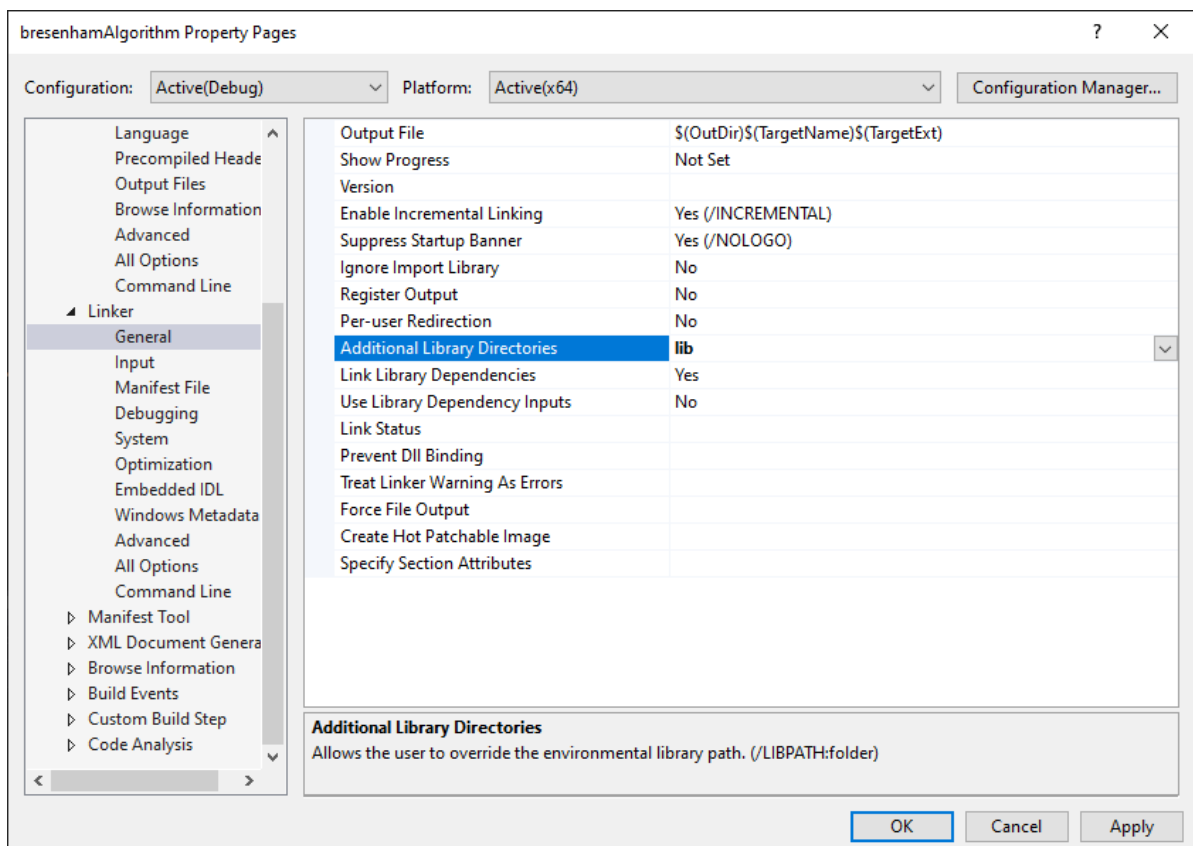 bresenhamAlgorithm Property Pages
?
Configuration: Active(Debug) Platform: Active(x64) Configuration Manager...
Language
Precompiled Heade
Output Files
Browse Information
Advanced
All Options
Command Line
Linker
General
Input
Manifest File
Debugging
System
Optimization
Embedded IDL
Windows Metadata
Advanced
All Options
Command Line
Manifest Tool
XML Document Genera
Browse Information
Build Events
Custom Build Step
Code Analysis
Output File $(OutDir)$(TargetName)$(TargetExt)
Show Progress Not Set
Version
Enable Incremental Linking Yes (/INCREMENTAL)
Suppress Startup Banner Yes (/NOLOGO)
Ignore Import Library No
Register Output No
Per-user Redirection No
Additional Library Directories lib
Link Library Dependencies Yes
Use Library Dependency Inputs No
Link Status
Prevent Dll Binding
Treat Linker Warning As Errors
Force File Output
Create Hot Patchable Image
Specify Section Attributes
Additional Library Directories
Allows the user to override the environmental library path. (/LIBPATH:folder)
OK Cancel Apply